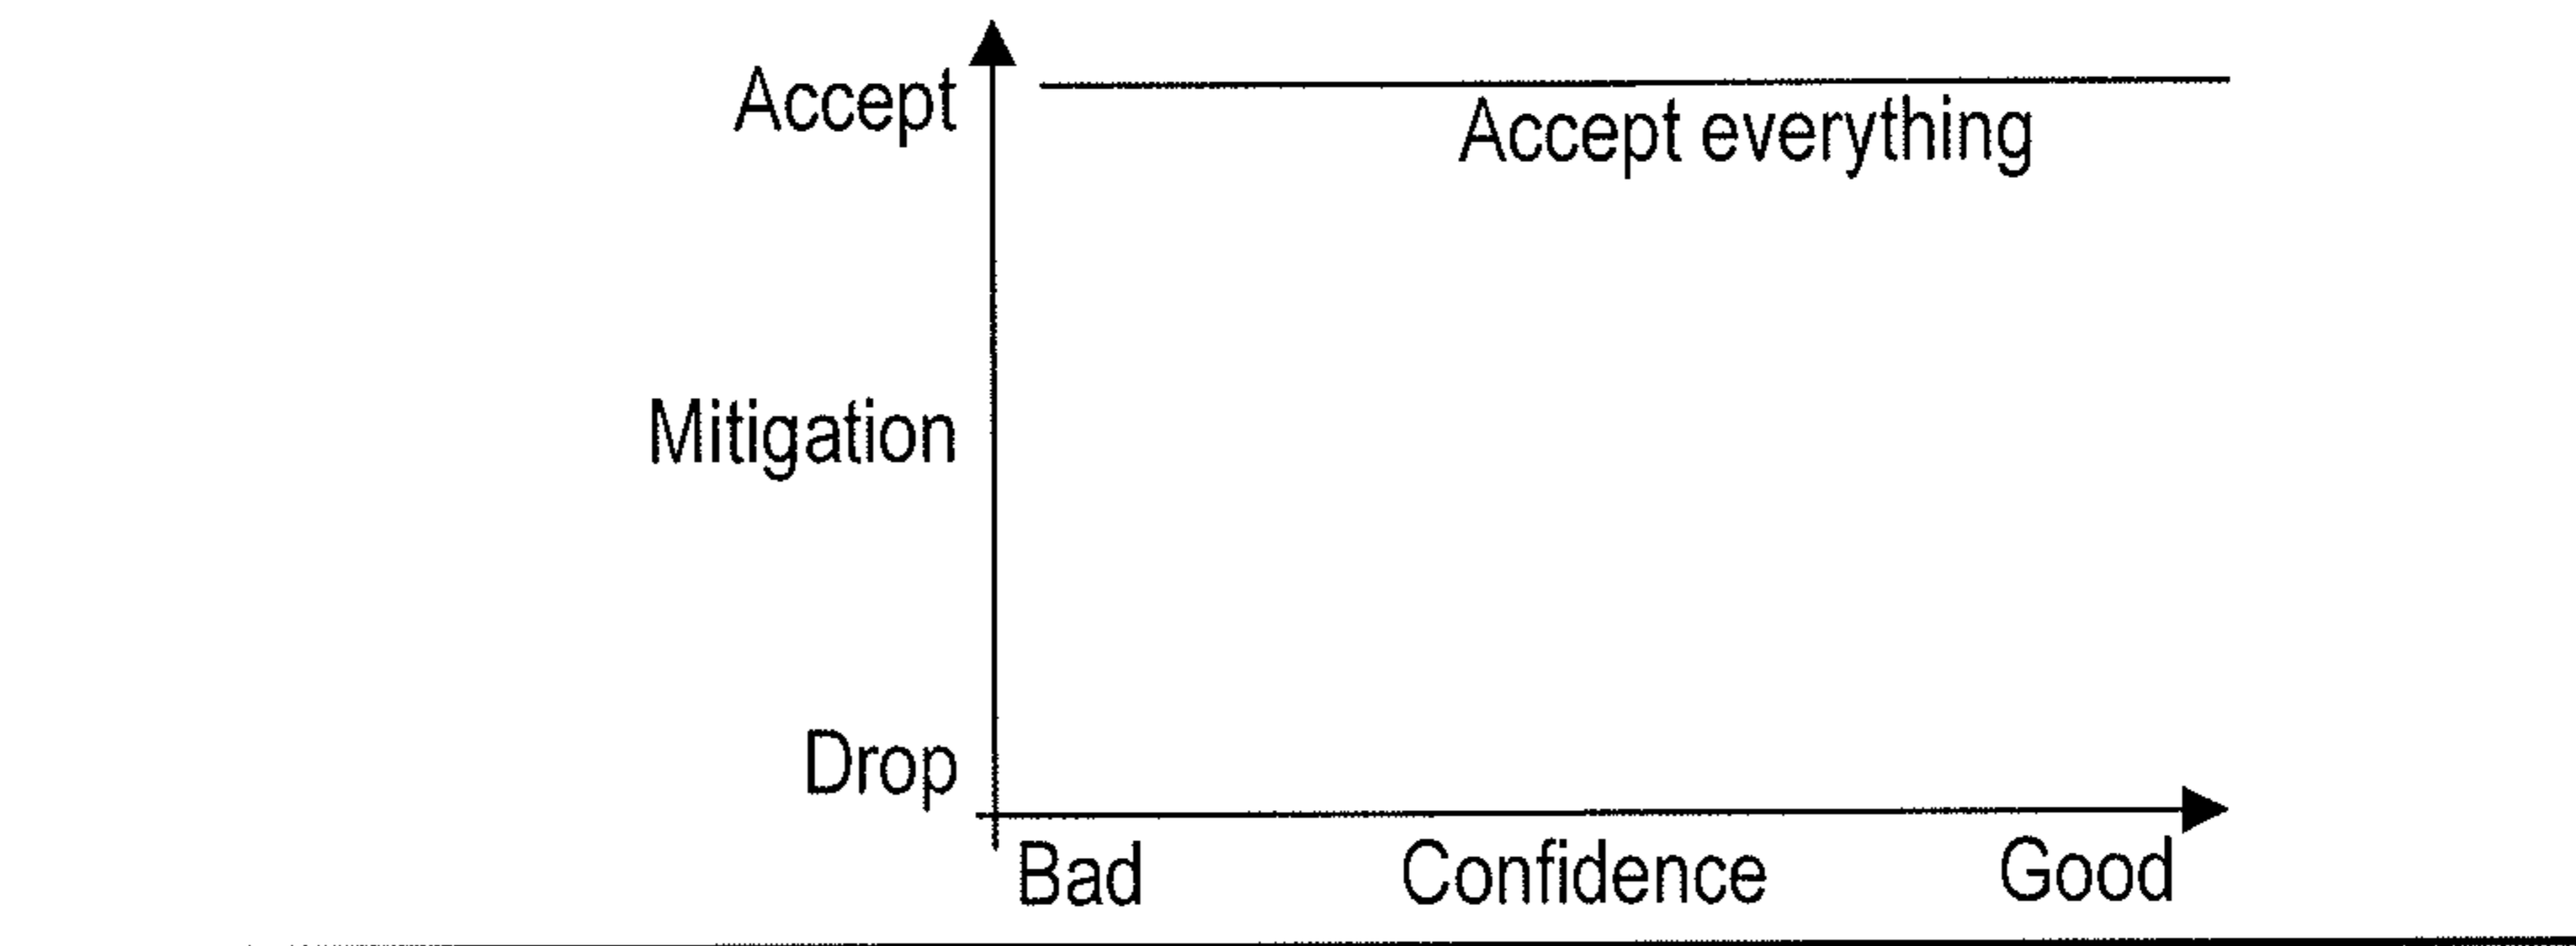 Accept
Accept everything
Mitigation
Drop
Bad Confidence Good